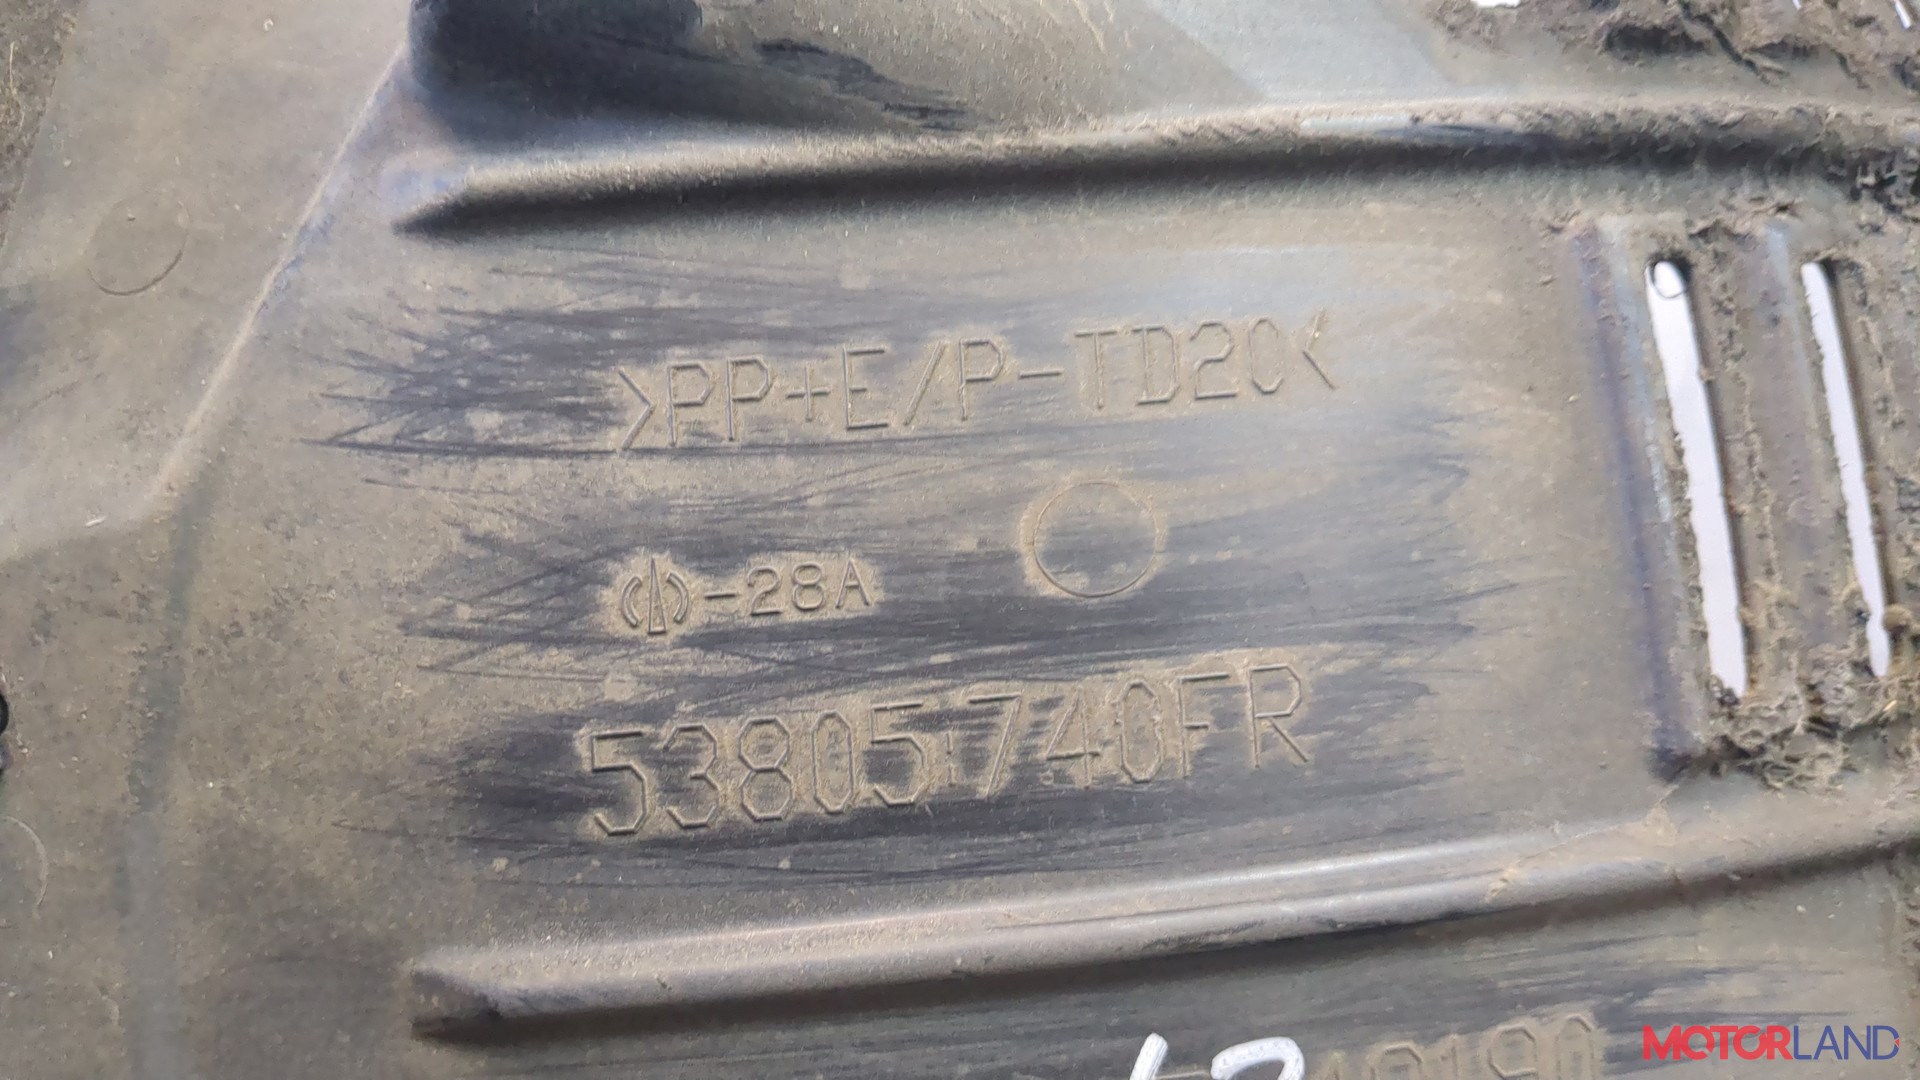 >PP+E/P-TD20<
-28A
53805-740FR
MOTORLAND